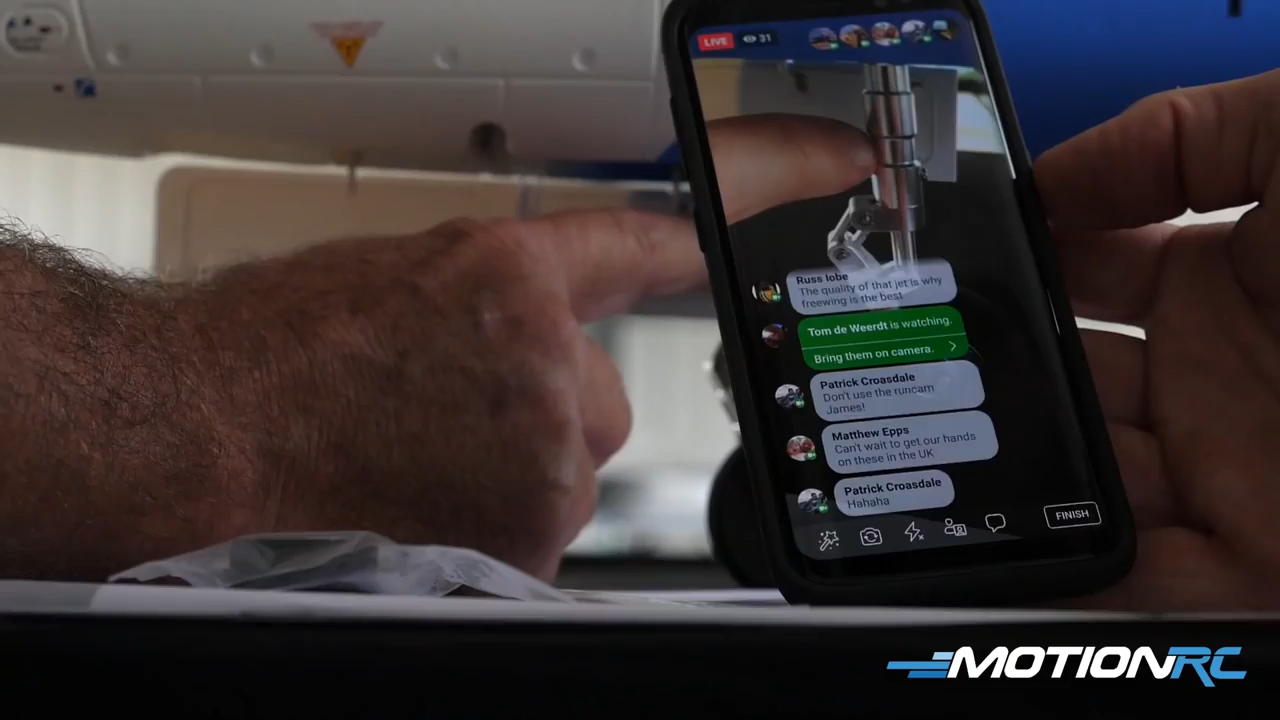 LIVE 31
Russ Iobe
The quality of that jet is why
freewing is the best
Tom de Weerdt is watching.
Bring them on camera.
Patrick Croasdale
Don't use the runcam
James!
Matthew Epps
Can't wait to get our hands
on these in the UK
Patrick Croasdale
Hahaha
FINISH
MOTIONRC